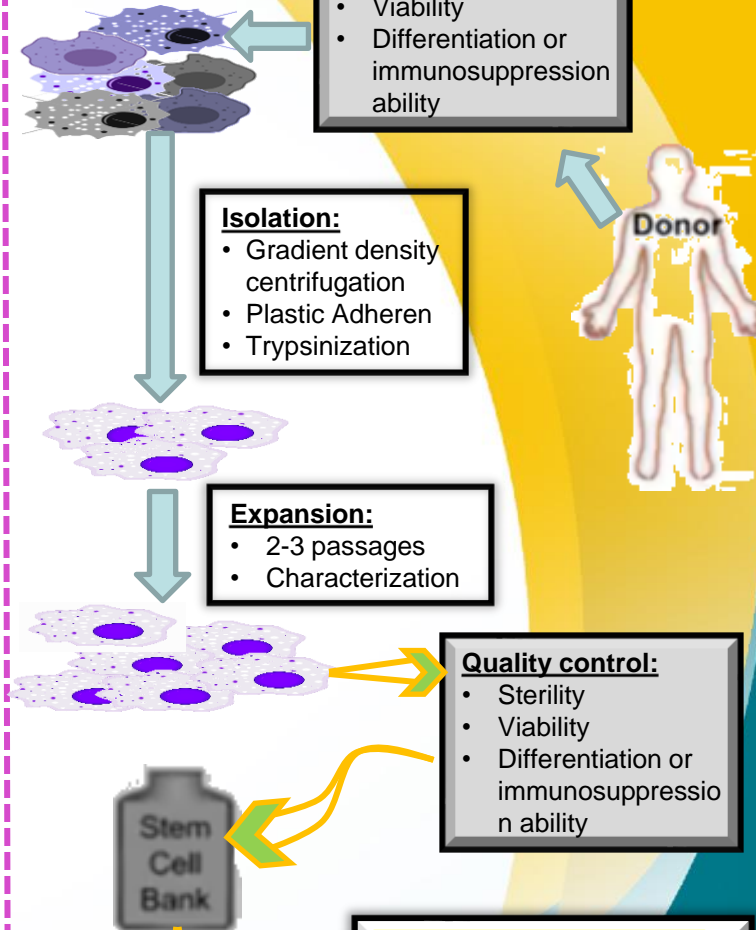 • Viability
• Differentiation or
immunosuppression
ability
Donor
Isolation:
• Gradient density
centrifugation
• Plastic Adheren
• Trypsinization
Expansion:
• 2-3 passages
• Characterization
Quality control:
• Sterility
• Viability
• Differentiation or
immunosuppressio
n ability
Stem
Cell
Bank